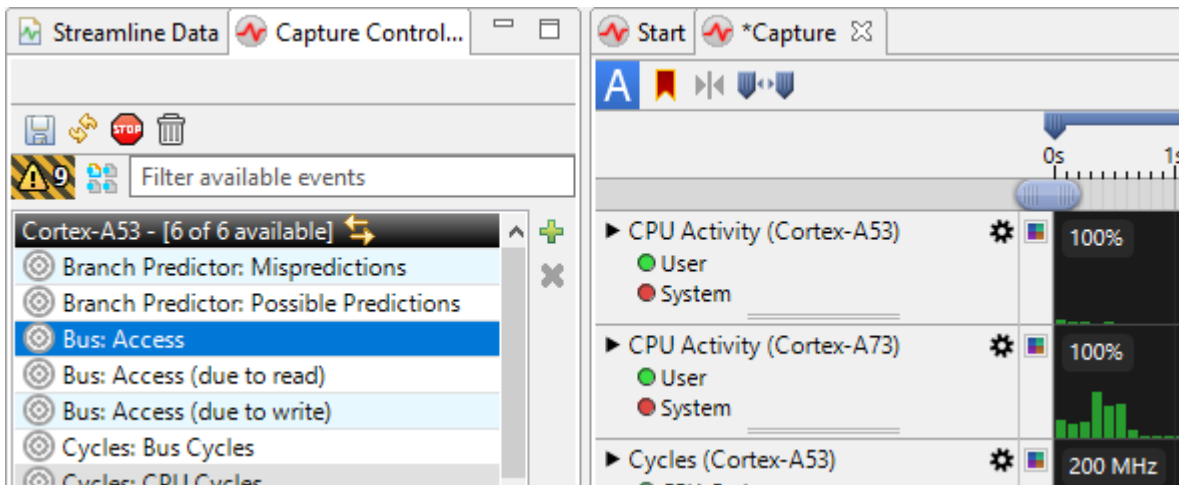 Streamline Data
Capture Control...
Start
*Capture
A
STOP
9
Filter available events
0s
Cortex-A53 - [6 of 6 available]
Branch Predictor: Mispredictions
Branch Predictor: Possible Predictions
Bus: Access
Bus: Access (due to read)
Bus: Access (due to write)
Cycles: Bus Cycles
Cycles: CPU Cycles
CPU Activity (Cortex-A53)
100%
User
System
CPU Activity (Cortex-A73)
100%
User
System
Cycles (Cortex-A53)
200 MHz